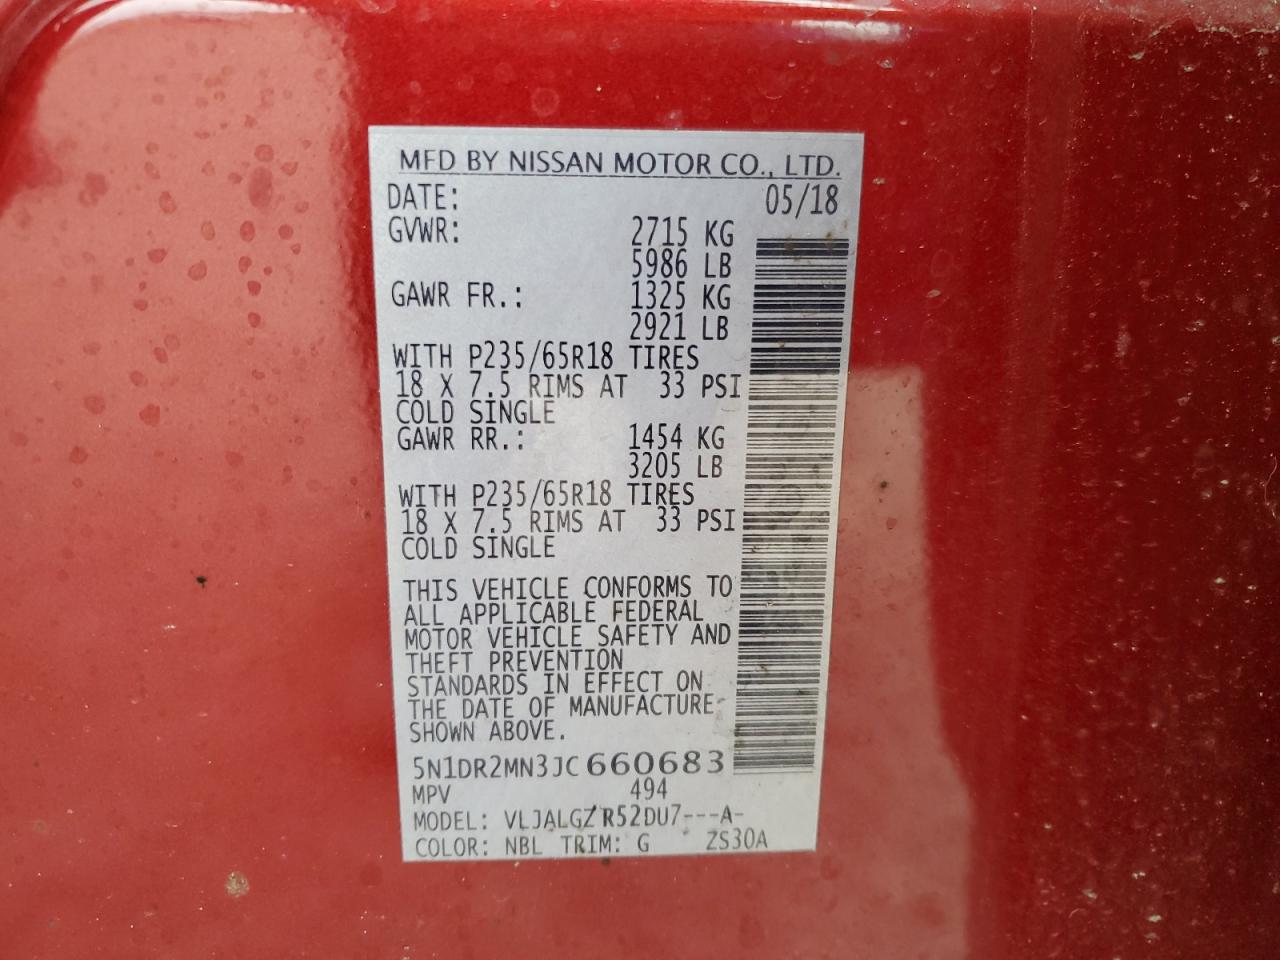 MFD BY NISSAN MOTOR CO., LTD.
DATE: 05/18
GVWR: 2715 KG
5986 LB
GAWR FR.: 1325 KG
2921 LB
WITH P235/65R18 TIRES
18 X 7.5 RIMS AT 33 PSI
COLD SINGLE
GAWR RR.: 1454 KG
3205 LB
WITH P235/65R18 TIRES
18 X 7.5 RIMS AT 33 PSI
COLD SINGLE
THIS VEHICLE CONFORMS TO
ALL APPLICABLE FEDERAL
MOTOR VEHICLE SAFETY AND
THEFT PREVENTION
STANDARDS IN EFFECT ON
THE DATE OF MANUFACTURE
SHOWN ABOVE.
5N1DR2MN3JC660683
MPV 494
MODEL: VLJALGZ R52DU7---A-
COLOR: NBL TRIM: G ZS30A